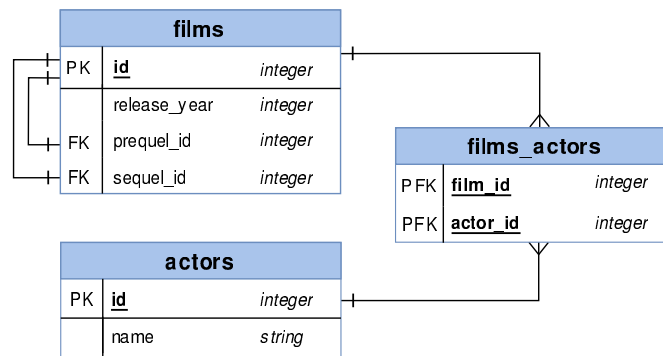 films
PK id integer
release_year integer
FK prequel_id integer
FK sequel_id integer
films_actors
PFK film_id integer
PFK actor_id integer
actors
PK id integer
name string